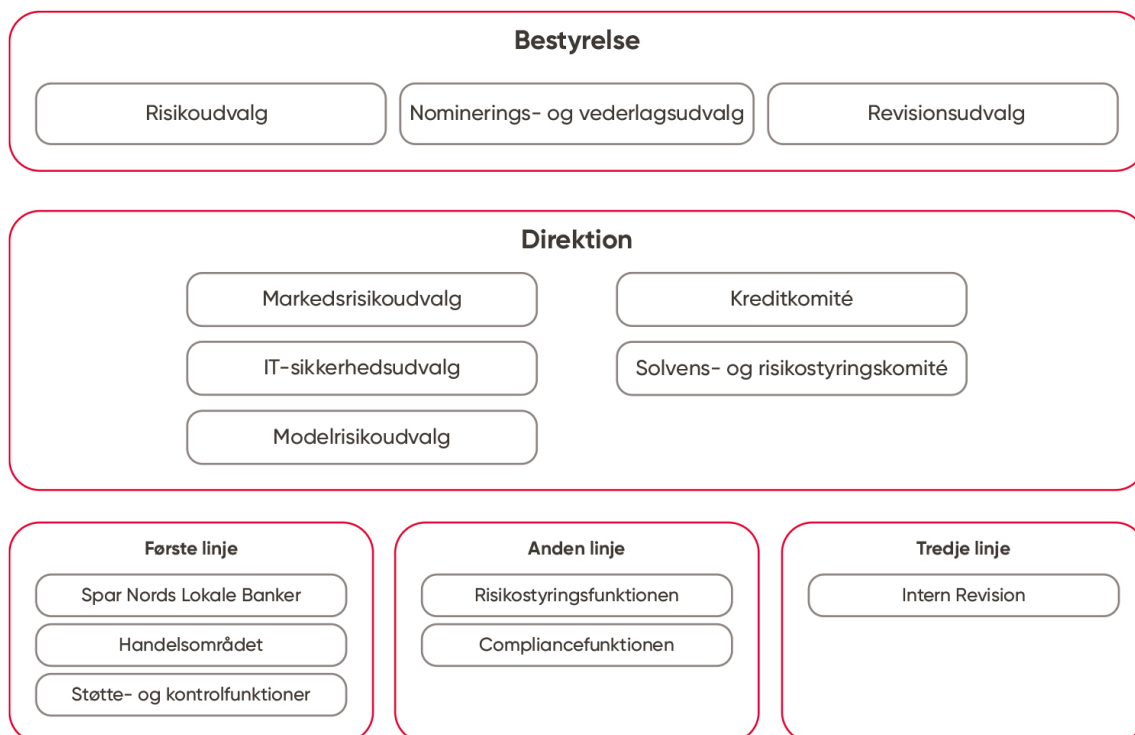 Bestyrelse
Risikoudvalg
Nominerings- og vederlagsudvalg
Revisionsudvalg
Direktion
Markedsrisikoudvalg
Kreditkomité
IT-sikkerhedsudvalg
Solvens- og risikostyringskomité
Modelrisikoudvalg
Første linje
Spar Nords Lokale Banker
Handelsområdet
Støtte- og kontrolfunktioner
Anden linje
Risikostyringsfunktionen
Compliancefunktionen
Tredje linje
Intern Revision